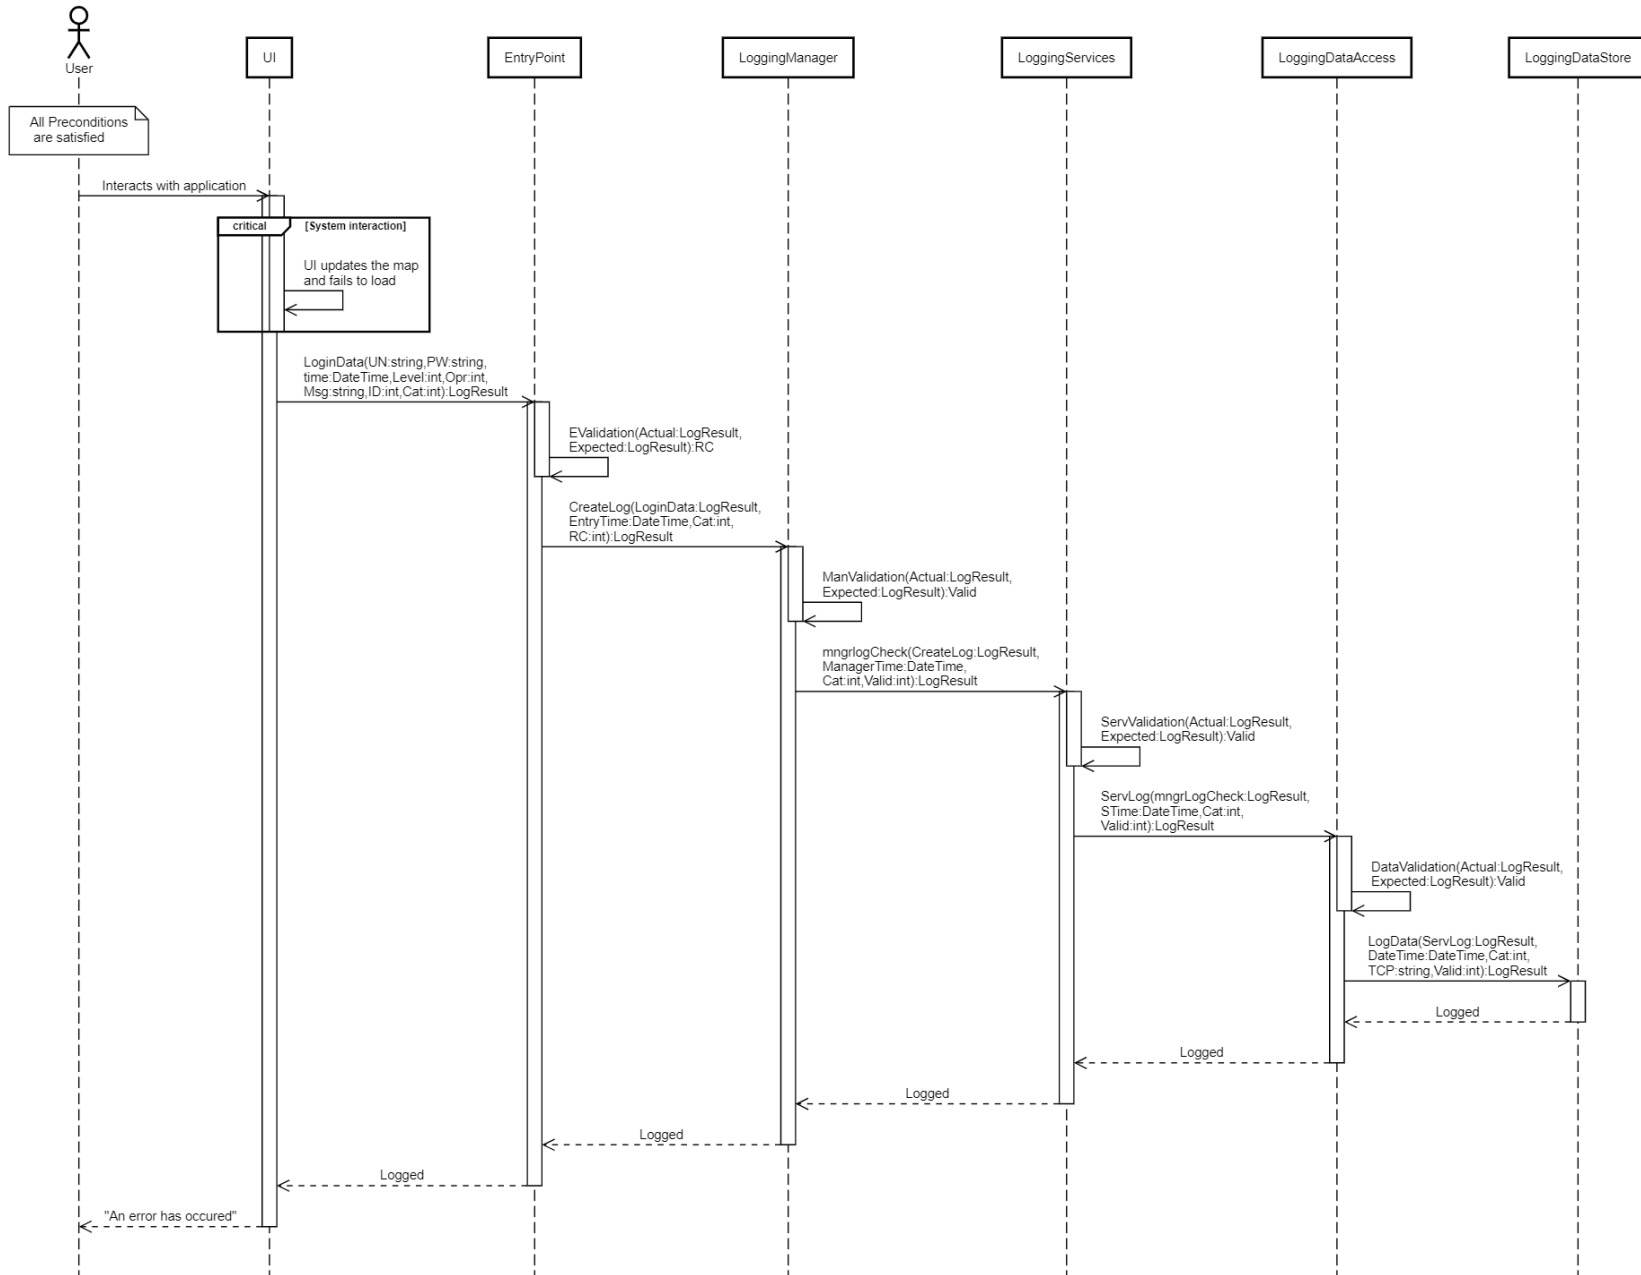 User
UI
EntryPoint
LoggingManager
LoggingServices
LoggingDataAccess
LoggingDataStore
All Preconditions
are satisfied
Interacts with application
critical
[System interaction]
UI updates the map
and fails to load
LoginData(UN:string,PW:string,
time:DateTime,Level:int,Opr:int,
Msg:string,ID:int,Cat:int):LogResult
EValidation(Actual:LogResult,
Expected:LogResult):RC
CreateLog(LoginData:LogResult,
EntryTime:DateTime,Cat:int,
RC:int):LogResult
ManValidation(Actual:LogResult,
Expected:LogResult):Valid
mngrlogCheck(CreateLog:LogResult,
ManagerTime:DateTime,
Cat:int,Valid:int):LogResult
ServValidation(Actual:LogResult,
Expected:LogResult):Valid
ServLog(mngrLogCheck:LogResult,
STime:DateTime,Cat:int,
Valid:int):LogResult
DataValidation(Actual:LogResult,
Expected:LogResult):Valid
LogData(ServLog:LogResult,
DateTime:DateTime,Cat:int,
TCP:string,Valid:int):LogResult
Logged
Logged
Logged
Logged
Logged
"An error has occured"